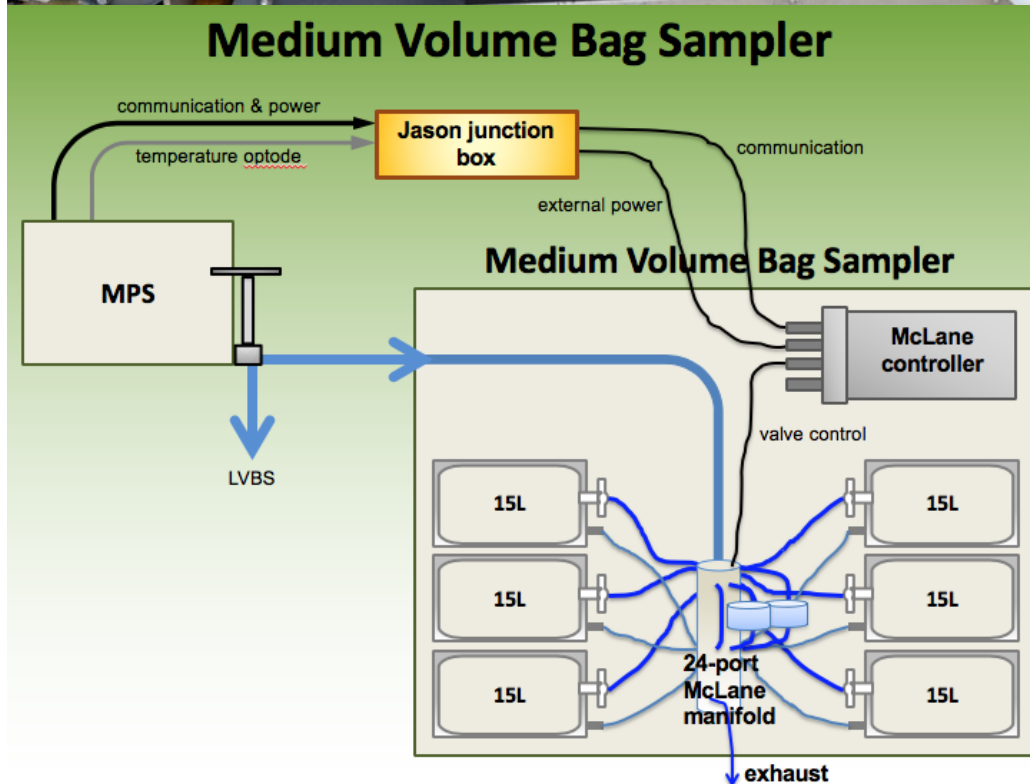 Medium Volume Bag Sampler
communication & power
Jason junction
box
temperature optode
communication
external power
Medium Volume Bag Sampler
MPS
McLane
controller
valve control
LVBS
15L
15L
15L
15L
15L
15L
24-port
McLane
manifold
exhaust